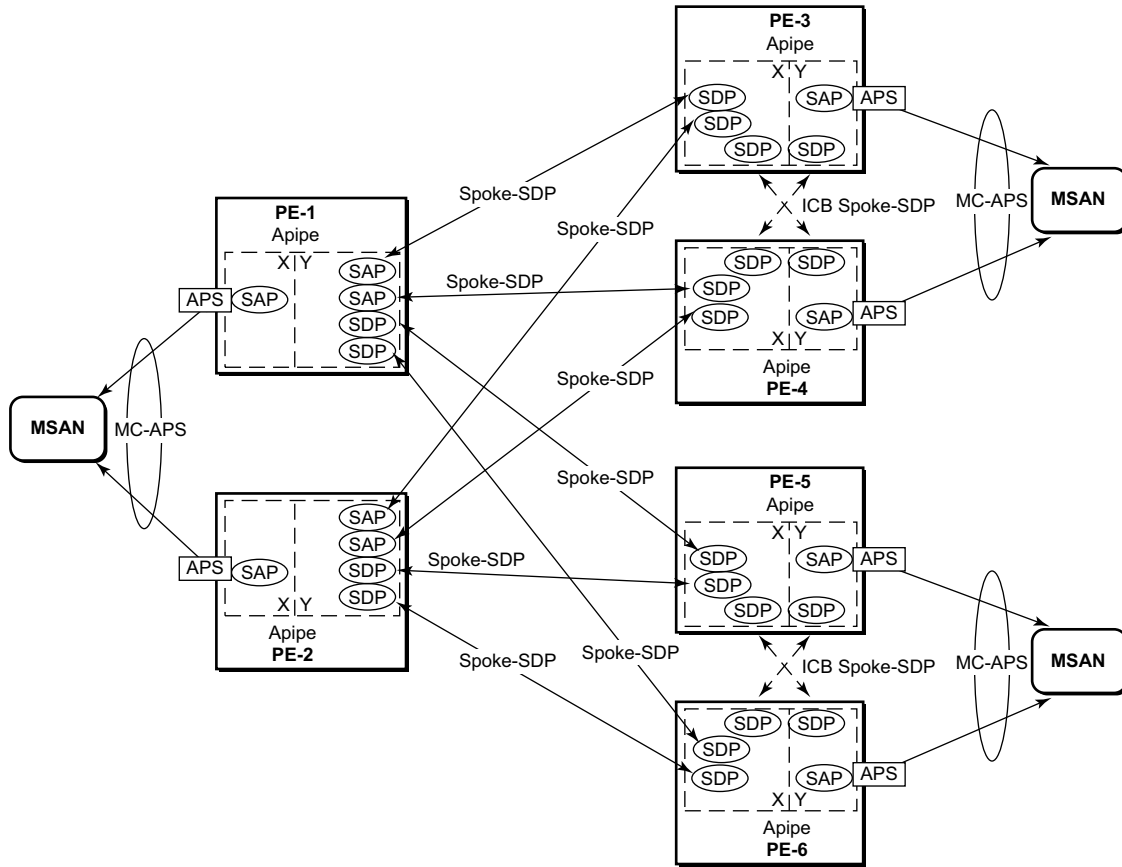 PE-3
Apipe
X Y
SDP
SAP
APS
SDP
SDP
SDP
Spoke-SDP
ICB Spoke-SDP
MC-APS
MSAN
PE-1
Apipe
X Y
SAP
APS
SAP
SAP
SDP
SDP
Spoke-SDP
Spoke-SDP
SDP
SDP
SDP
SDP
SAP
APS
X Y
Apipe
PE-4
MSAN
MC-APS
Spoke-SDP
Spoke-SDP
PE-5
Apipe
X Y
SDP
SAP
APS
SDP
SDP
SDP
SAP
SAP
SAP
APS
SDP
SDP
X Y
Apipe
PE-2
Spoke-SDP
Spoke-SDP
Spoke-SDP
ICB Spoke-SDP
MC-APS
MSAN
SDP
SDP
SDP
SDP
SAP
APS
X Y
Apipe
PE-6